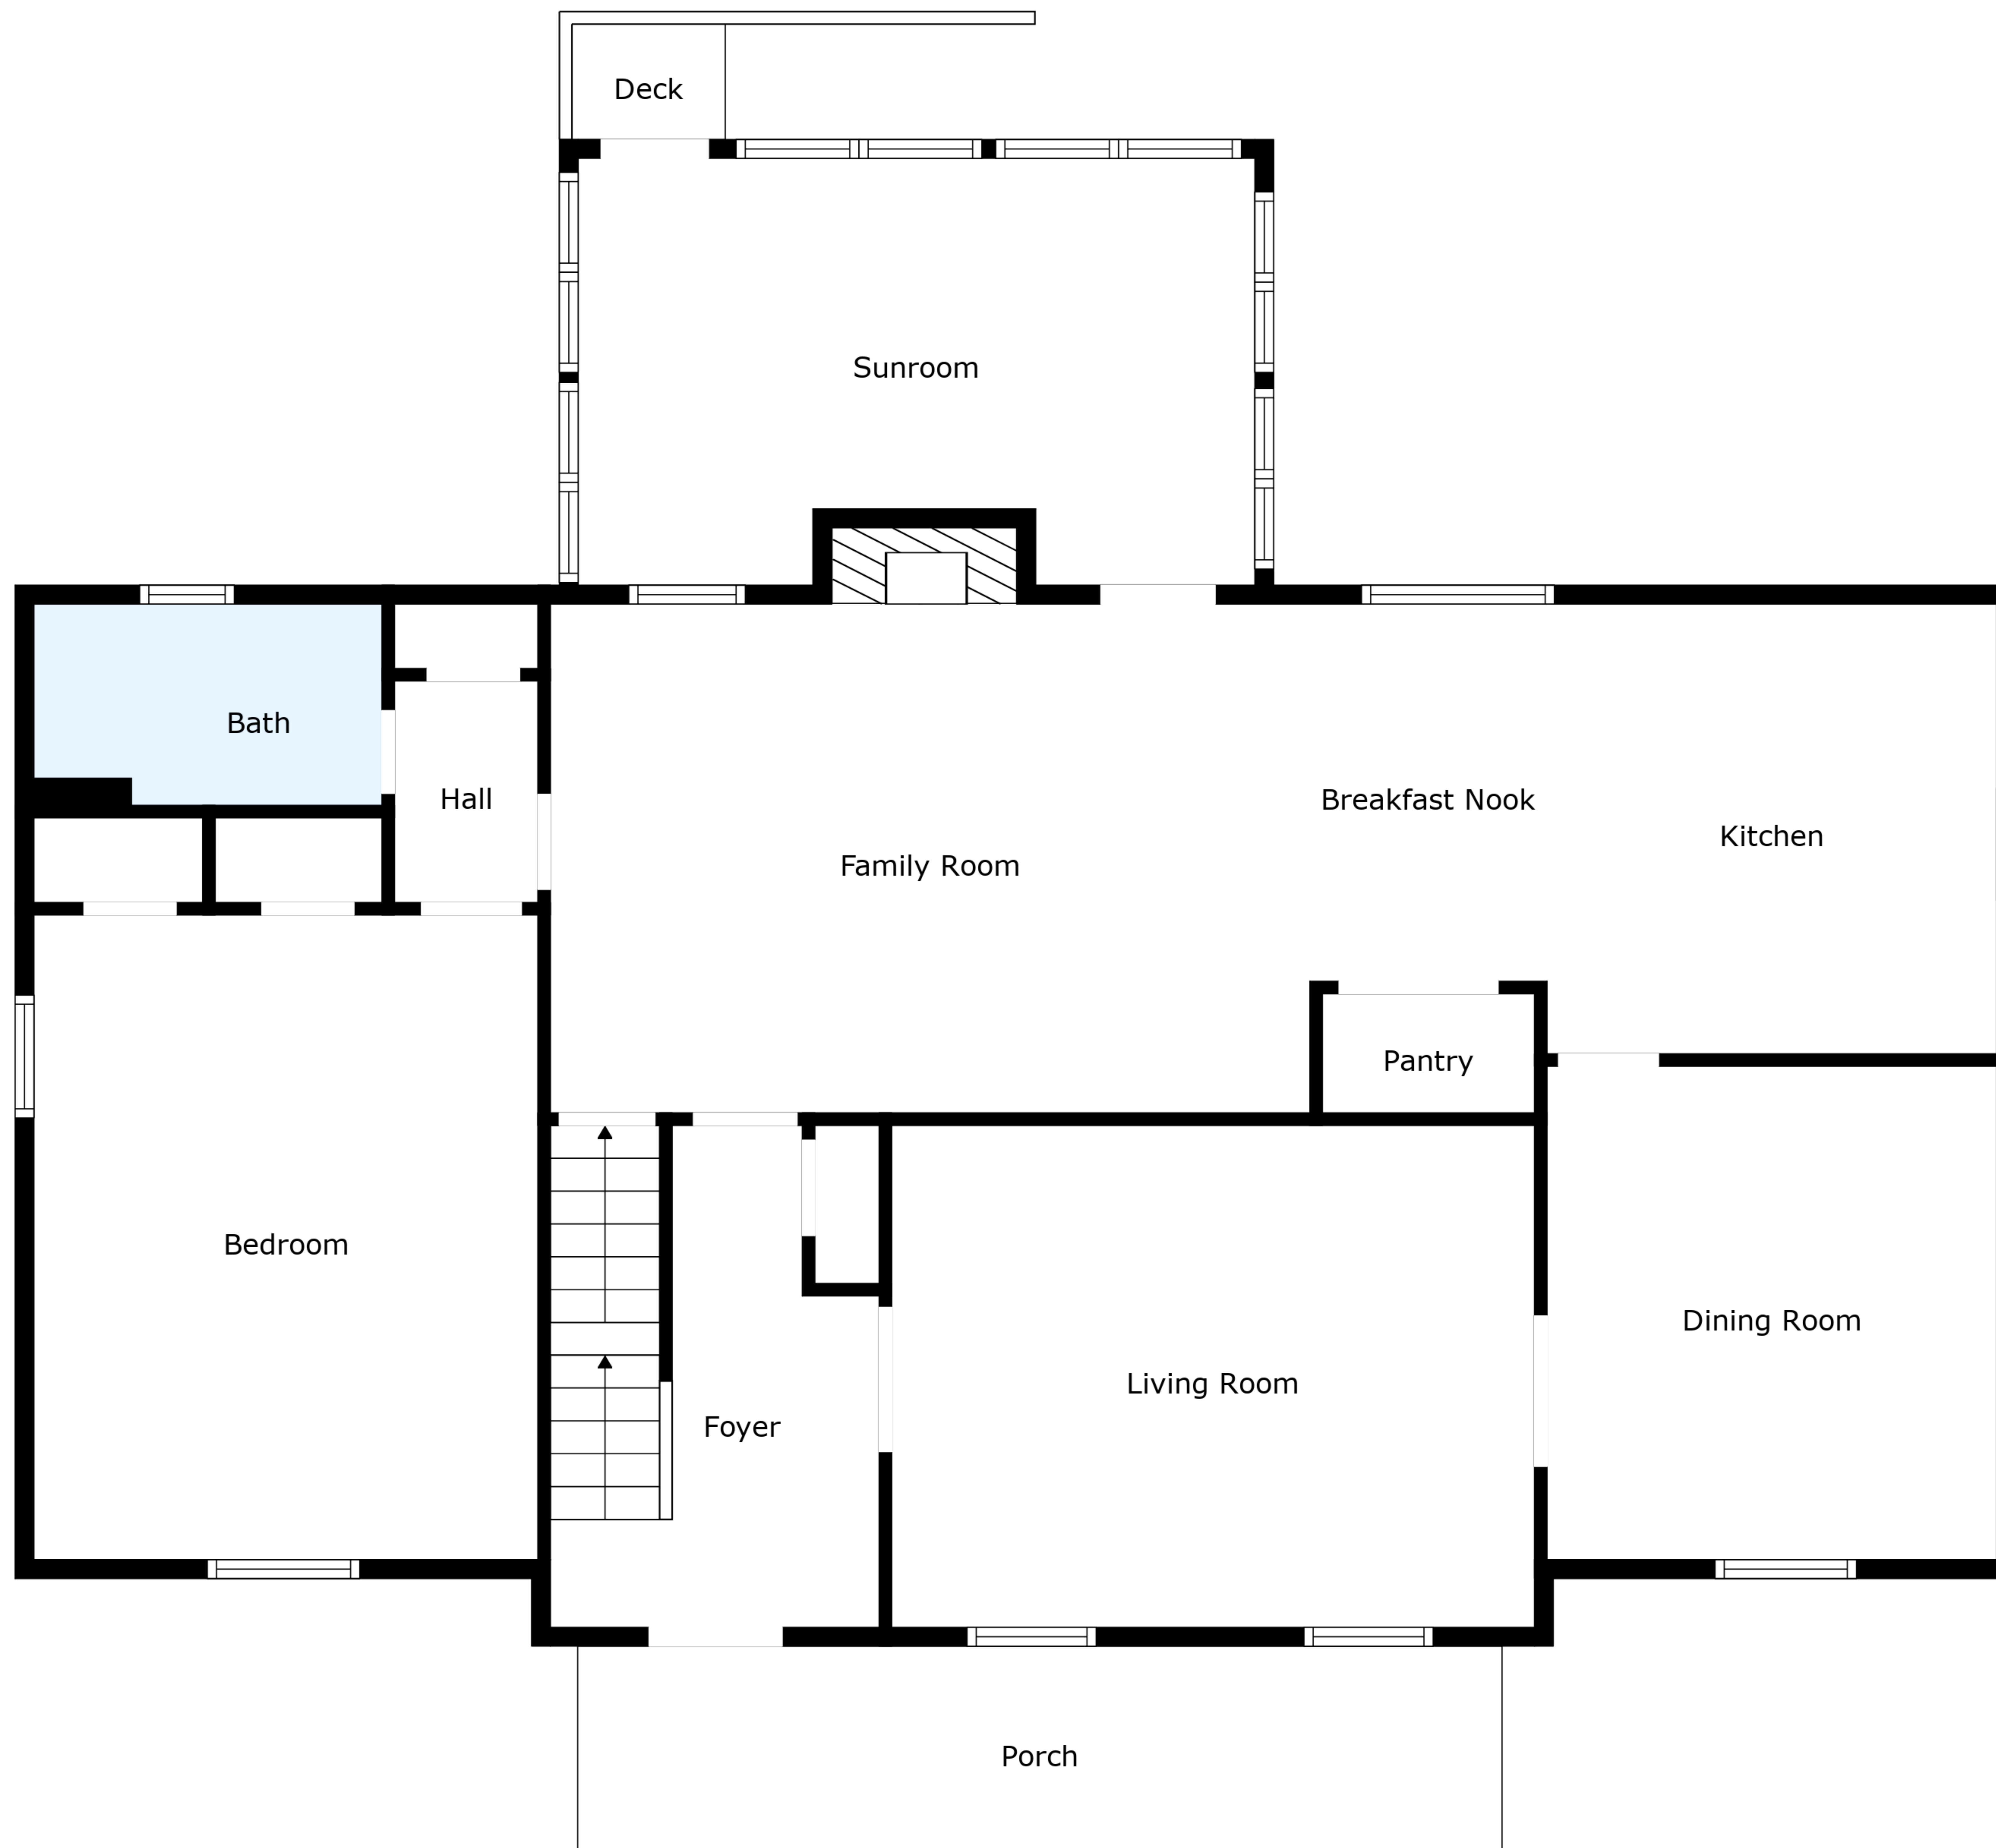 Deck
Sunroom
Bath
Hall
Breakfast Nook
Kitchen
Family Room
Pantry
Bedroom
Dining Room
Living Room
Foyer
Porch